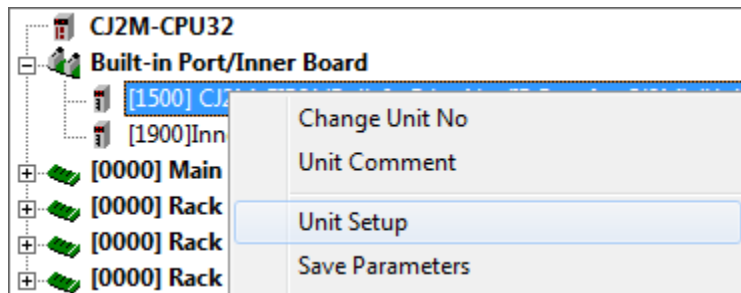 CJ2M-CPU32
Built-in Port/Inner Board
[1500]
[1900]Inn
[0000] Main
[0000] Rack
[0000] Rack
[0000] Rack
Change Unit No
Unit Comment
Unit Setup
Save Parameters